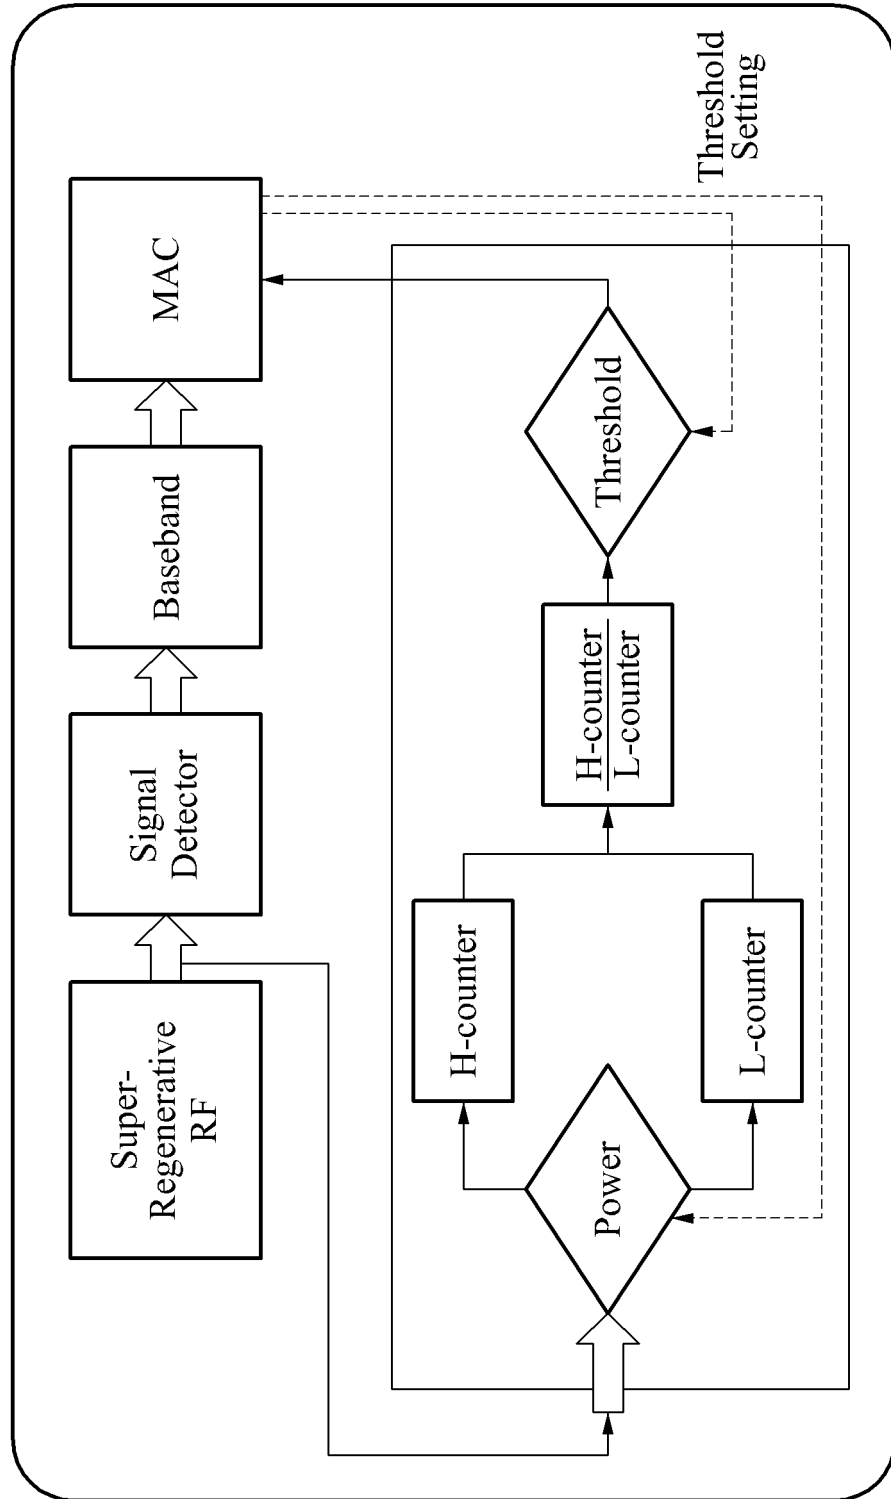 Super-
Regenerative
RF
Signal
Detector
Baseband
MAC
Power
H-counter
L-counter
H-counter
L-counter
Threshold
Threshold
Setting